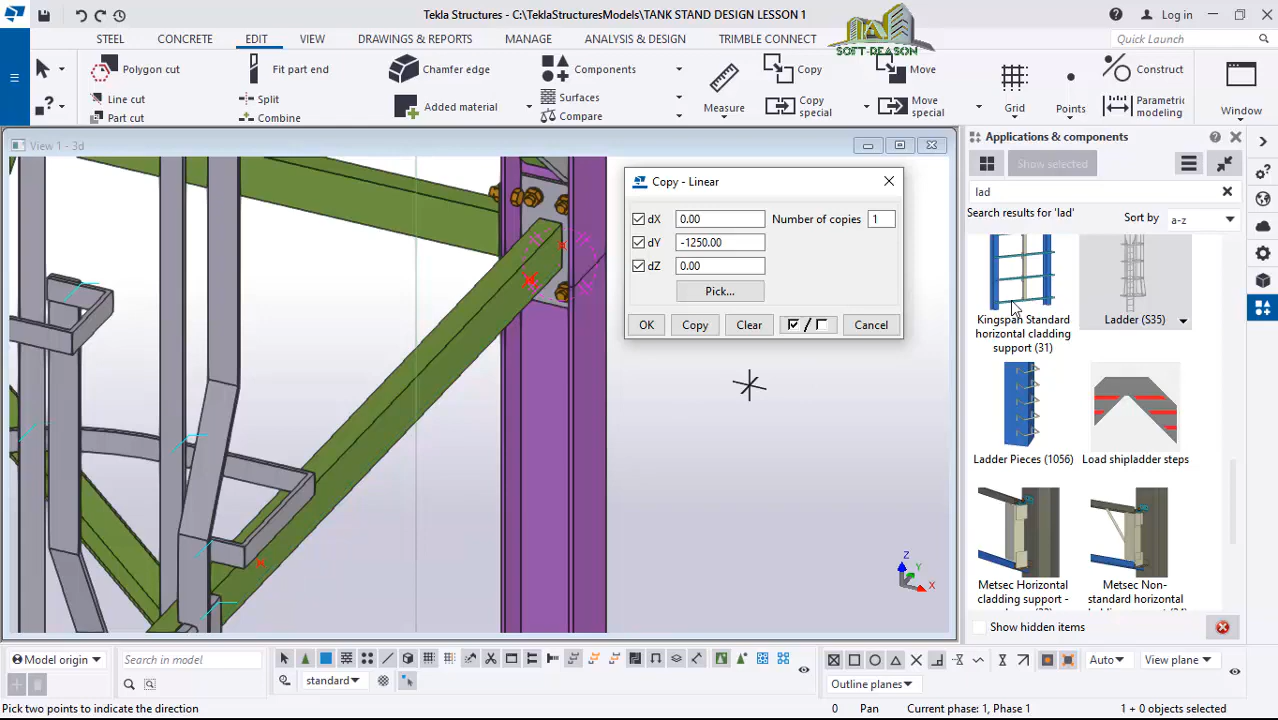 Tekla Structures - C:\TeklaStructuresModels\TANK STAND DESIGN LESSON 1
Log in
SOFT-REASON
STEEL CONCRETE EDIT VIEW DRAWINGS & REPORTS MANAGE ANALYSIS & DESIGN TRIMBLE CONNECT
Quick Launch
Polygon cut
Line cut
Part cut
Fit part end
Split
Combine
Chamfer edge
Added material
Components
Surfaces
Compare
Measure
Copy
Copy special
Move
Move special
Grid
Points
Construct
Parametric modeling
Window
View 1 - 3d
Copy - Linear
dX 0.00 Number of copies 1
dY -1250.00
dZ 0.00
Pick...
OK Copy Clear / Cancel
Z
Y
X
Applications & components
Show selected
lad
Search results for 'lad'
Sort by a-z
Kingspan Standard
horizontal cladding
support (31)
Ladder (S35)
Ladder Pieces (1056)
Load shipladder steps
Metsec Horizontal
cladding support -
Metsec Non-
standard horizontal
Show hidden items
Model origin
Search in model
standard
Auto
View plane
Outline planes
Pick two points to indicate the direction
0 Pan Current phase: 1, Phase 1 1 + 0 objects selected